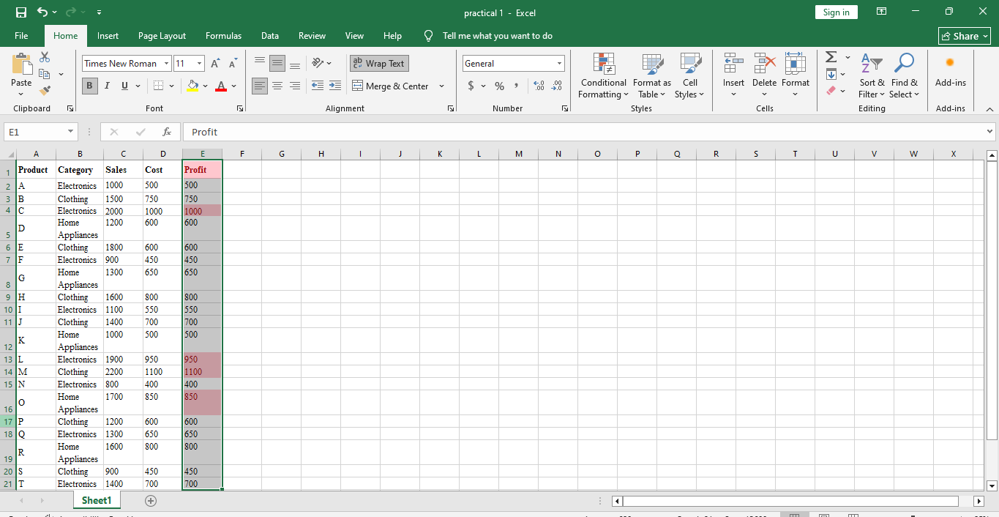 practical 1 - Excel
Sign in
File Home Insert Page Layout Formulas Data Review View Help Tell me what you want to do
Share
Paste
Clipboard
Times New Roman 11 A A
B I U A
Font
ab Wrap Text
Merge & Center
Alignment
General
$ % , .00 .00
Number
Conditional Formatting
Format as Table
Cell Styles
Styles
Insert Delete Format
Cells
Sort & Filter
Find & Select
Editing
Add-ins
Add-ins
E1 fx Profit
A B C D E F G H I J K L M N O P Q R S T U V W X
1 Product Category Sales Cost Profit
2 A Electronics 1000 500 500
3 B Clothing 1500 750 750
4 C Electronics 2000 1000 1000
5 D Home Appliances 1200 600 600
6 E Clothing 1800 600 600
7 F Electronics 900 450 450
8 G Home Appliances 1300 650 650
9 H Clothing 1600 800 800
10 I Electronics 1100 550 550
11 J Clothing 1400 700 700
12 K Home Appliances 1000 500 500
13 L Electronics 1900 950 950
14 M Clothing 2200 1100 1100
15 N Electronics 800 400 400
16 O Home Appliances 1700 850 850
17 P Clothing 1200 600 600
18 Q Electronics 1300 650 650
19 R Home Appliances 1600 800 800
20 S Clothing 900 450 450
21 T Electronics 1400 700 700
Sheet1